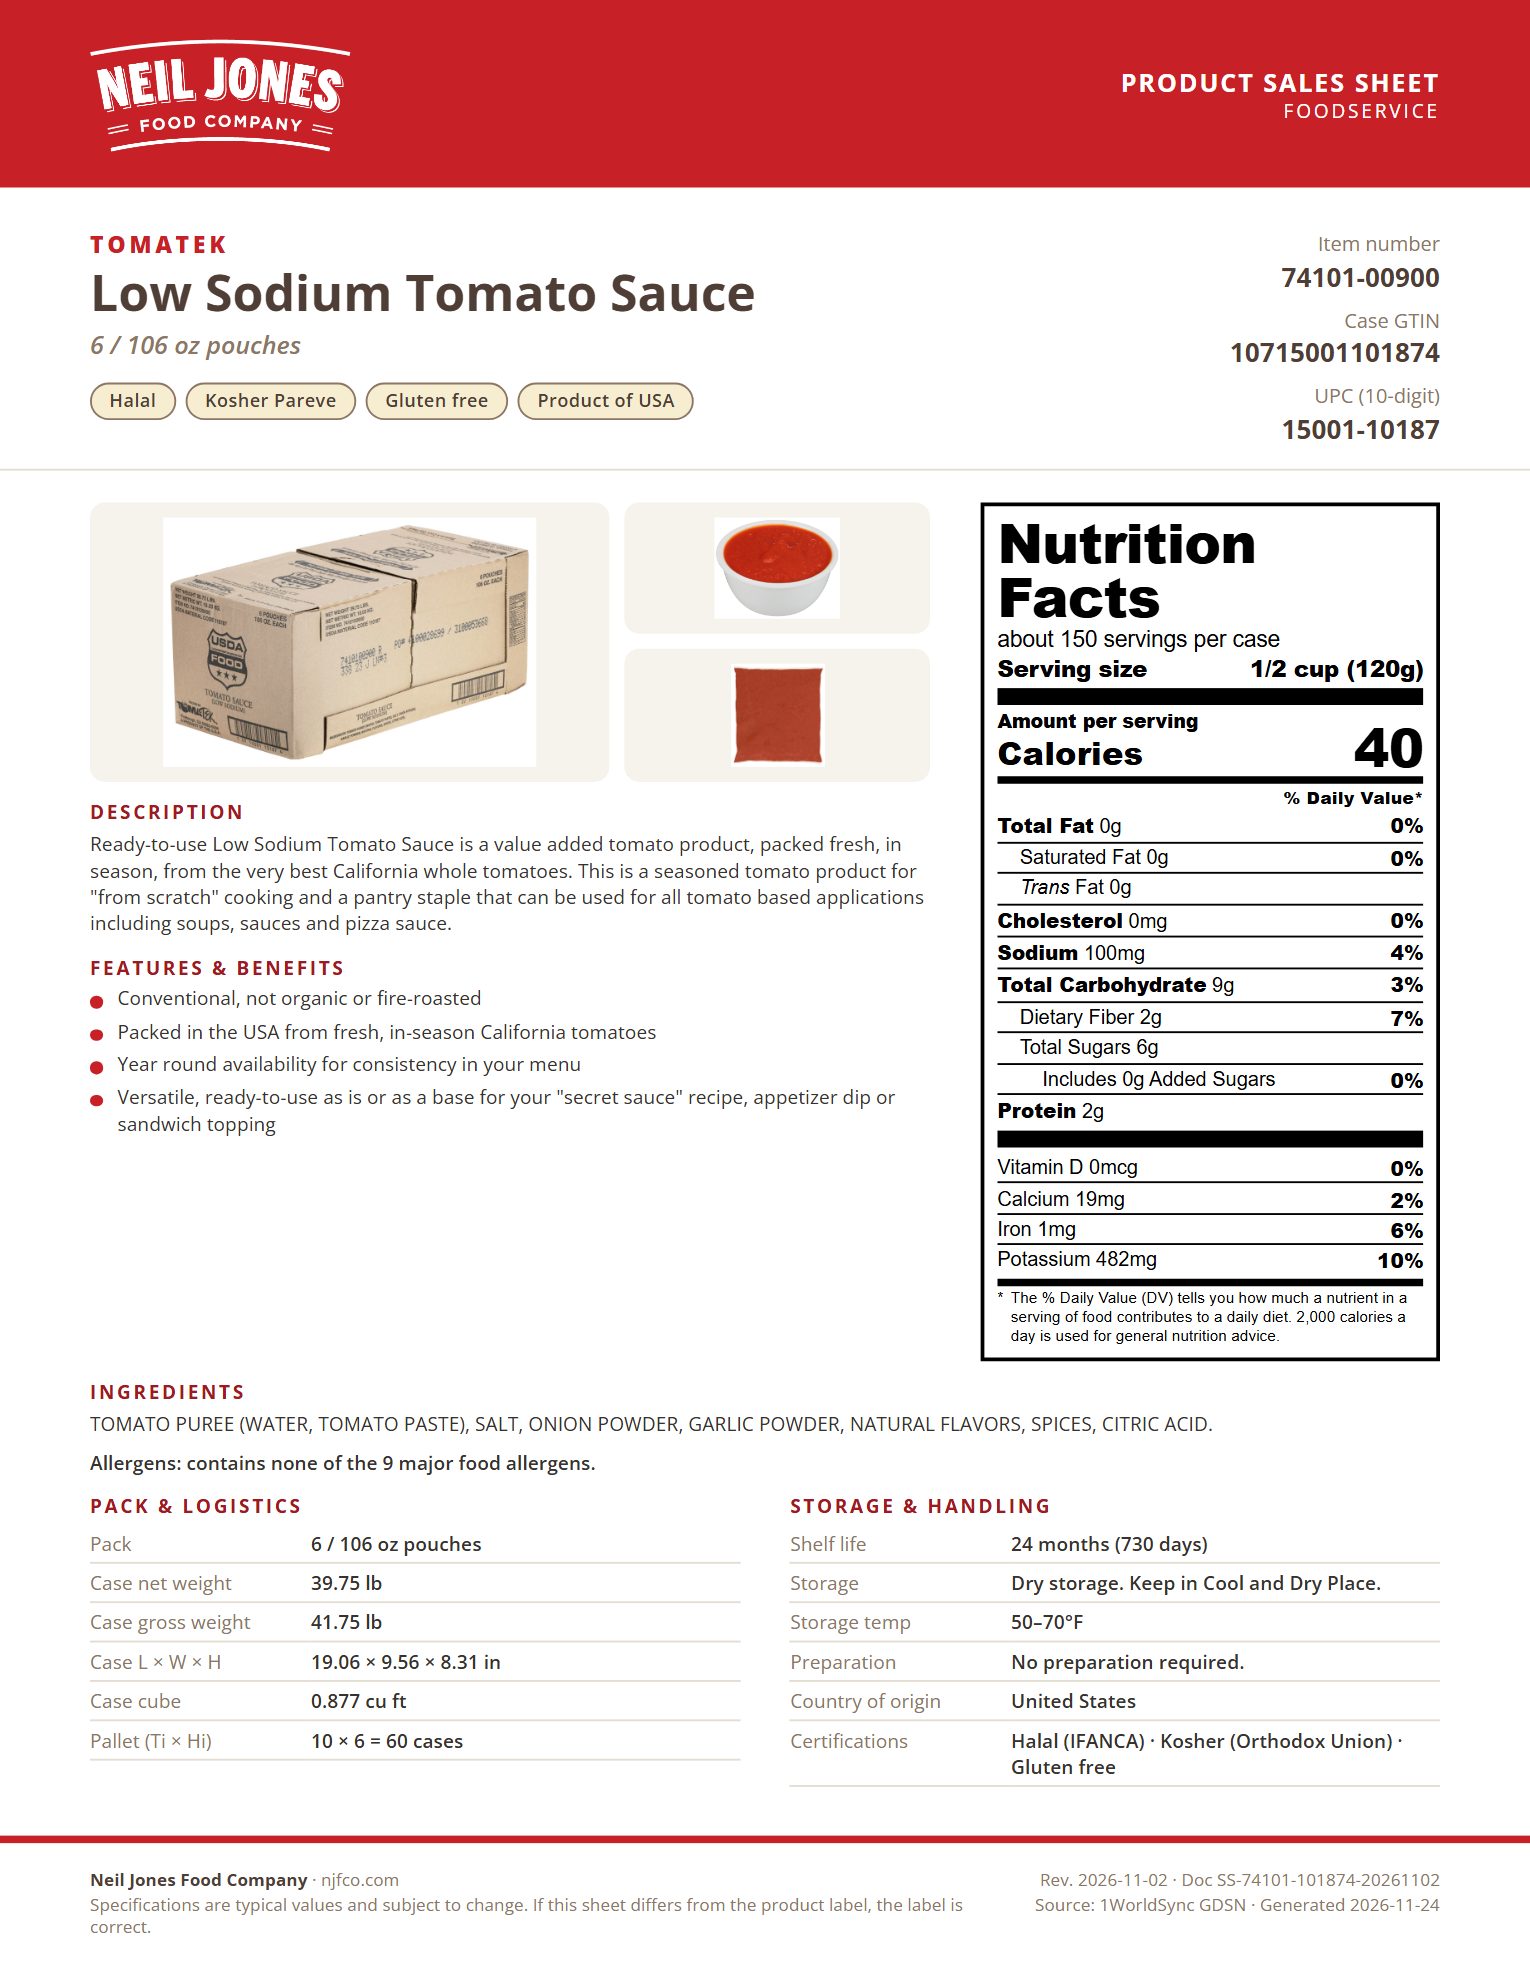 NEIL JONES
FOOD COMPANY
PRODUCT SALES SHEET
FOODSERVICE
TOMATEK
Low Sodium Tomato Sauce
6 / 106 oz pouches
Halal
Kosher Pareve
Gluten free
Product of USA
Item number
74101-00900
Case GTIN
10715001101874
UPC (10-digit)
15001-10187
6 POUCHES
106 OZ. EACH
USDA
FOOD
TOMATO SAUCE
LOW SODIUM
DESCRIPTION
Ready-to-use Low Sodium Tomato Sauce is a value added tomato product, packed fresh, in
season, from the very best California whole tomatoes. This is a seasoned tomato product for
"from scratch" cooking and a pantry staple that can be used for all tomato based applications
including soups, sauces and pizza sauce.
FEATURES & BENEFITS
Conventional, not organic or fire-roasted
Packed in the USA from fresh, in-season California tomatoes
Year round availability for consistency in your menu
Versatile, ready-to-use as is or as a base for your "secret sauce" recipe, appetizer dip or
sandwich topping
Nutrition
Facts
about 150 servings per case
Serving size 1/2 cup (120g)
Amount per serving
Calories 40
% Daily Value*
Total Fat 0g 0%
Saturated Fat 0g 0%
Trans Fat 0g
Cholesterol 0mg 0%
Sodium 100mg 4%
Total Carbohydrate 9g 3%
Dietary Fiber 2g 7%
Total Sugars 6g
Includes 0g Added Sugars 0%
Protein 2g
Vitamin D 0mcg 0%
Calcium 19mg 2%
Iron 1mg 6%
Potassium 482mg 10%
* The % Daily Value (DV) tells you how much a nutrient in a
serving of food contributes to a daily diet. 2,000 calories a
day is used for general nutrition advice.
INGREDIENTS
TOMATO PUREE (WATER, TOMATO PASTE), SALT, ONION POWDER, GARLIC POWDER, NATURAL FLAVORS, SPICES, CITRIC ACID.
Allergens: contains none of the 9 major food allergens.
PACK & LOGISTICS
Pack 6 / 106 oz pouches
Case net weight 39.75 lb
Case gross weight 41.75 lb
Case L × W × H 19.06 × 9.56 × 8.31 in
Case cube 0.877 cu ft
Pallet (Ti × Hi) 10 × 6 = 60 cases
STORAGE & HANDLING
Shelf life 24 months (730 days)
Storage Dry storage. Keep in Cool and Dry Place.
Storage temp 50–70°F
Preparation No preparation required.
Country of origin United States
Certifications Halal (IFANCA) · Kosher (Orthodox Union) ·
Gluten free
Neil Jones Food Company · njfco.com
Specifications are typical values and subject to change. If this sheet differs from the product label, the label is
correct.
Rev. 2026-11-02 · Doc SS-74101-101874-20261102
Source: 1WorldSync GDSN · Generated 2026-11-24